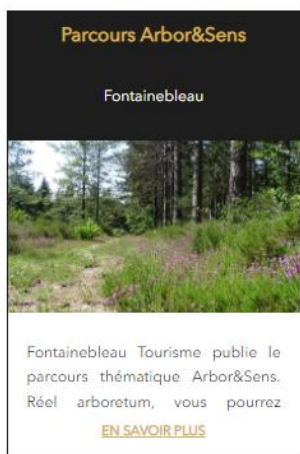 Parcours Arbor&Sens
Fontainebleau
Fontainebleau Tourisme publie le
parcours thématique Arbor&Sens.
Réel arboretum, vous pourrez
EN SAVOIR PLUS